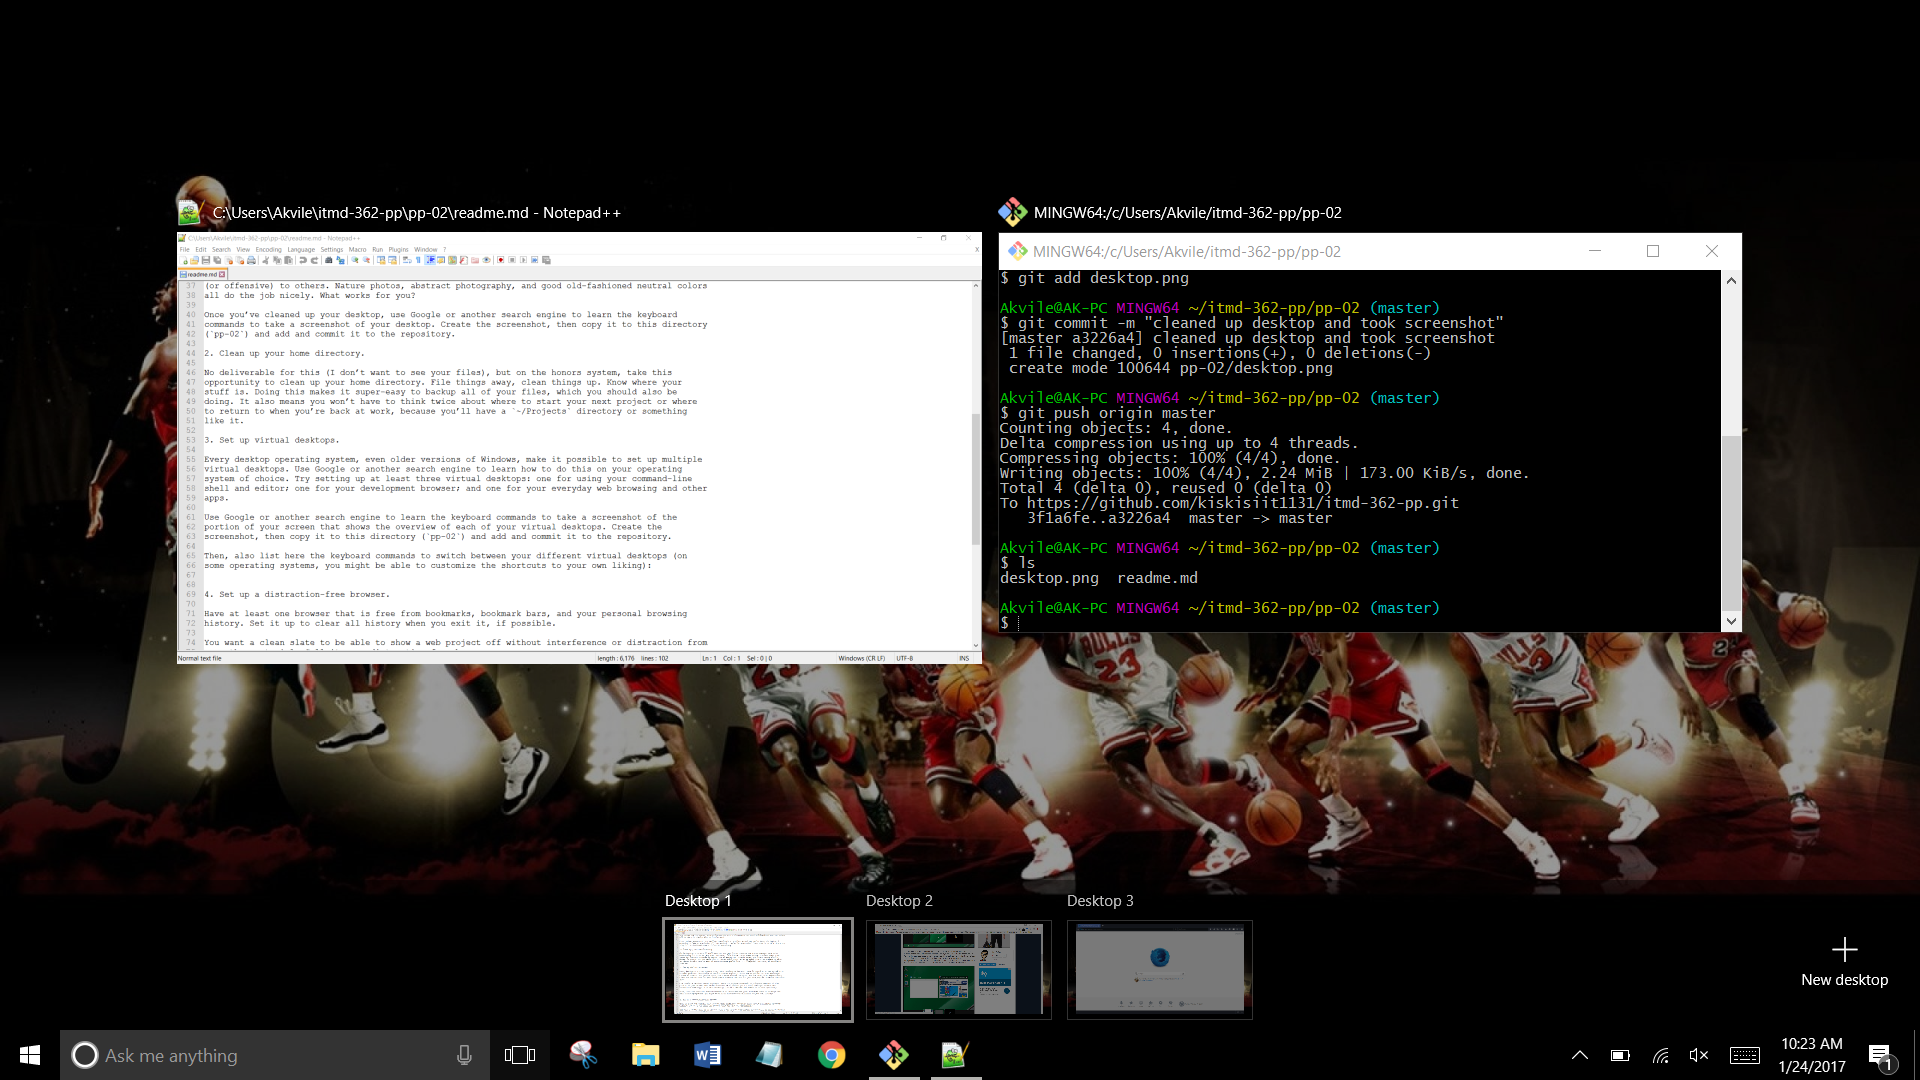 C:\Users\Akvile\itmd-362-pp\pp-02\readme.md - Notepad++
C:\Users\Akvile\itmd-362-pp\pp-02\readme.md - Notepad++
File Edit Search View Encoding Language Settings Macro Run Plugins Window ?
readme.md
37 (or offensive) to others. Nature photos, abstract photography, and good old-fashioned neutral colors
38 all do the job nicely. What works for you?
39
40 Once you've cleaned up your desktop, use Google or another search engine to learn the keyboard
41 commands to take a screenshot of your desktop. Create the screenshot, then copy it to this directory
42 (`pp-02`) and add and commit it to the repository.
43
44 2. Clean up your home directory.
45
46 No deliverable for this (I don't want to see your files), but on the honors system, take this
47 opportunity to clean up your home directory. File things away, clean things up. Know where your
48 stuff is. Doing this makes it super-easy to backup all of your files, which you should also be
49 doing. It also means you won't have to think twice about where to start your next project or where
50 to return to when you're back at work, because you'll have a `~/Projects` directory or something
51 like it.
52
53 3. Set up virtual desktops.
54
55 Every desktop operating system, even older versions of Windows, make it possible to set up multiple
56 virtual desktops. Use Google or another search engine to learn how to do this on your operating
57 system of choice. Try setting up at least three virtual desktops: one for using your command-line
58 shell and editor; one for your development browser; and one for your everyday web browsing and other
59 apps.
60
61 Use Google or another search engine to learn the keyboard commands to take a screenshot of the
62 portion of your screen that shows the overview of each of your virtual desktops. Create the
63 screenshot, then copy it to this directory (`pp-02`) and add and commit it to the repository.
64
65 Then, also list here the keyboard commands to switch between your different virtual desktops (on
66 some operating systems, you might be able to customize the shortcuts to your own liking):
67
68
69 4. Set up a distraction-free browser.
70
71 Have at least one browser that is free from bookmarks, bookmark bars, and your personal browsing
72 history. Set it up to clear all history when you exit it, if possible.
73
74 You want a clean slate to be able to show a web project off without interference or distraction from
Normal text file length : 6,176 lines : 102 Ln : 1 Col : 1 Sel : 0 | 0 Windows (CR LF) UTF-8 INS
MINGW64:/c/Users/Akvile/itmd-362-pp/pp-02
MINGW64:/c/Users/Akvile/itmd-362-pp/pp-02
$ git add desktop.png
Akvile@AK-PC MINGW64 ~/itmd-362-pp/pp-02 (master)
$ git commit -m "cleaned up desktop and took screenshot"
[master a3226a4] cleaned up desktop and took screenshot
1 file changed, 0 insertions(+), 0 deletions(-)
create mode 100644 pp-02/desktop.png
Akvile@AK-PC MINGW64 ~/itmd-362-pp/pp-02 (master)
$ git push origin master
Counting objects: 4, done.
Delta compression using up to 4 threads.
Compressing objects: 100% (4/4), done.
Writing objects: 100% (4/4), 2.24 MiB | 173.00 KiB/s, done.
Total 4 (delta 0), reused 0 (delta 0)
To https://github.com/kiskisiit1131/itmd-362-pp.git
3f1a6fe..a3226a4 master -> master
Akvile@AK-PC MINGW64 ~/itmd-362-pp/pp-02 (master)
$ ls
desktop.png readme.md
Akvile@AK-PC MINGW64 ~/itmd-362-pp/pp-02 (master)
$
BULLS
23
23
2
Desktop 1
Desktop 2
Desktop 3
New desktop
Ask me anything
10:23 AM
1/24/2017
1